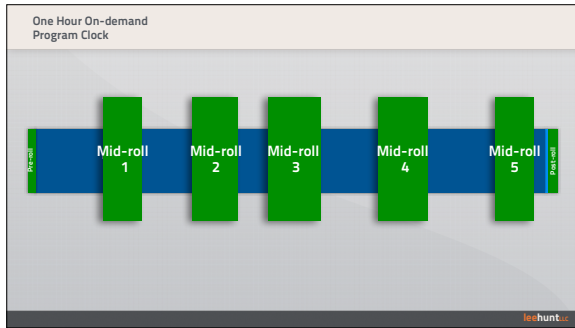 One Hour On-demand
Program Clock
Pre-roll
Mid-roll
1
Mid-roll
2
Mid-roll
3
Mid-roll
4
Mid-roll
5
Post-roll
leehuntLLC